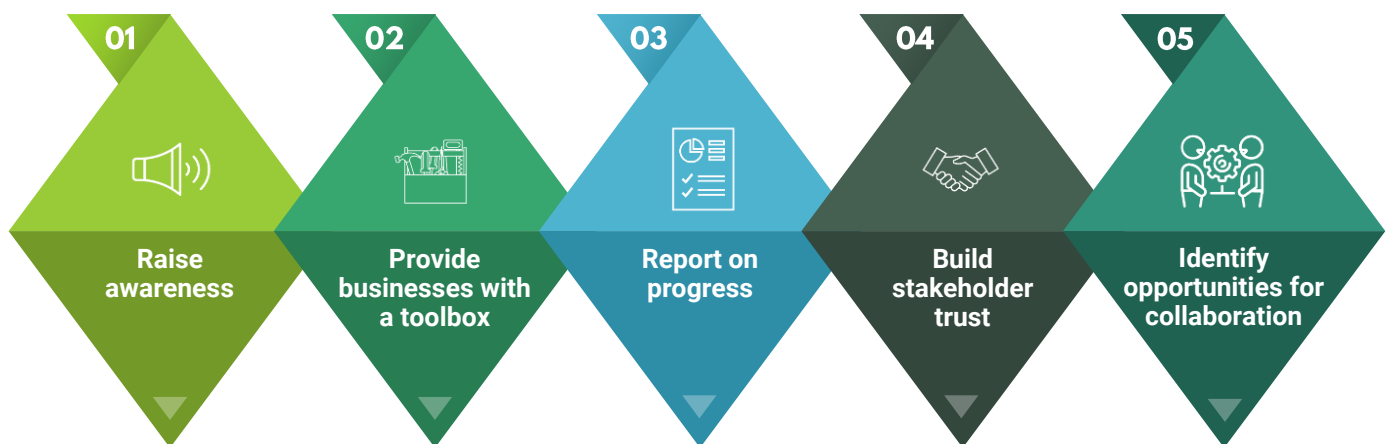 01
Raise
awareness
02
Provide
businesses with
a toolbox
03
Report on
progress
04
Build
stakeholder
trust
05
Identify
opportunities for
collaboration